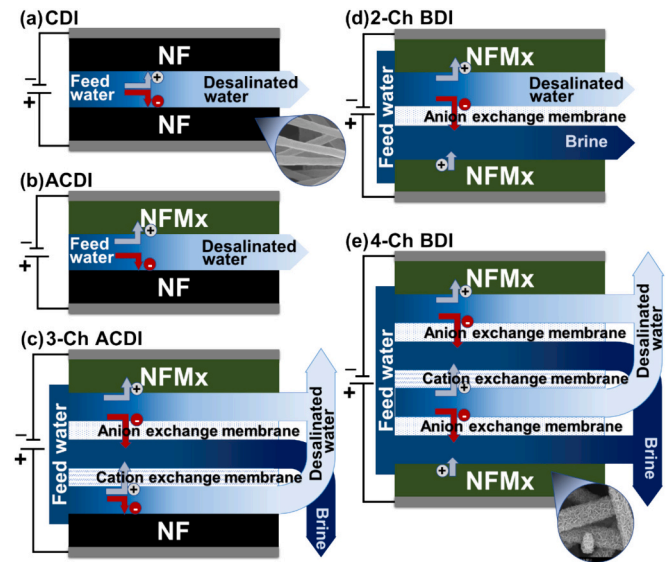 (a)CDI
NF
Feed water
+
-
Desalinated water
NF
−
+
(b)ACDI
NFMx
Feed water
+
-
Desalinated water
NF
−
+
(c) 3-Ch ACDI
NFMx
+
-
Anion exchange membrane
Cation exchange membrane
+
-
NF
Feed water
Desalinated water
Brine
−
+
(d)2-Ch BDI
NFMx
+
-
Desalinated water
Anion exchange membrane
Brine
+
NFMx
Feed water
−
+
(e) 4-Ch BDI
NFMx
+
-
Anion exchange membrane
Cation exchange membrane
+
-
Anion exchange membrane
+
NFMx
Feed water
Desalinated water
Brine
−
+